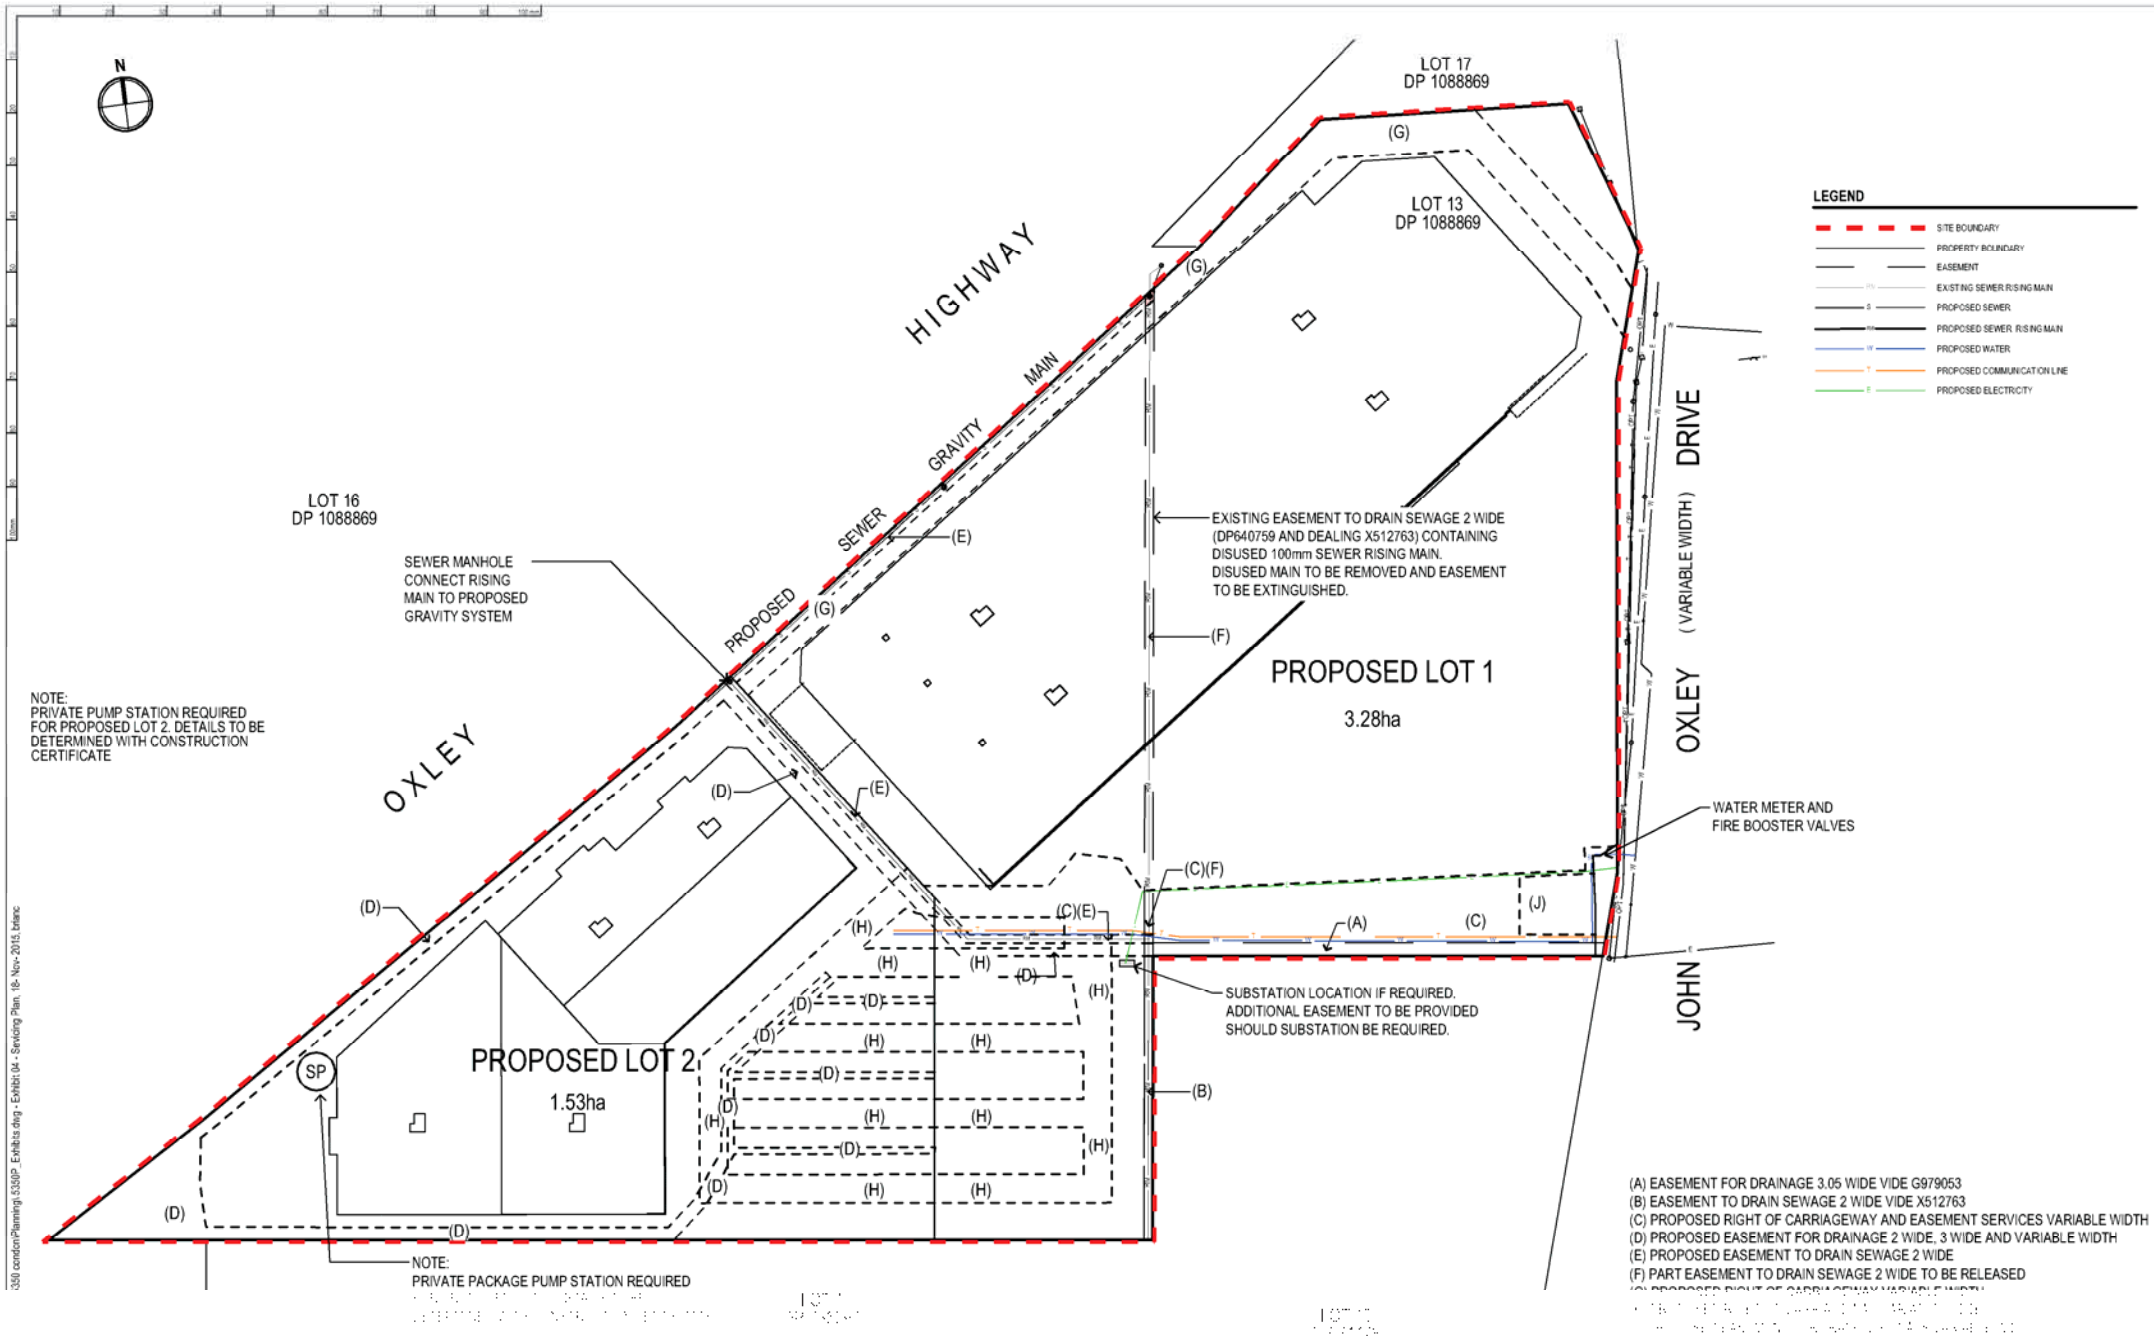 N
LOT 17
DP 1088869
(G)
LOT 13
DP 1088869
LEGEND
SITE BOUNDARY
PROPERTY BOUNDARY
EASEMENT
EXISTING SEWER RISING MAIN
PROPOSED SEWER
PROPOSED SEWER RISING MAIN
PROPOSED WATER
PROPOSED COMMUNICATION LINE
PROPOSED ELECTRICITY
OXLEY
HIGHWAY
(G)
PROPOSED
SEWER
GRAVITY
MAIN
LOT 16
DP 1088869
SEWER MANHOLE
CONNECT RISING
MAIN TO PROPOSED
GRAVITY SYSTEM
(E)
(G)
EXISTING EASEMENT TO DRAIN SEWAGE 2 WIDE
(DP640759 AND DEALING X512763) CONTAINING
DISUSED 100mm SEWER RISING MAIN.
DISUSED MAIN TO BE REMOVED AND EASEMENT
TO BE EXTINGUISHED.
(F)
PROPOSED LOT 1
3.28ha
JOHN
OXLEY
DRIVE
(VARIABLE WIDTH)
NOTE:
PRIVATE PUMP STATION REQUIRED
FOR PROPOSED LOT 2. DETAILS TO BE
DETERMINED WITH CONSTRUCTION
CERTIFICATE
(D)
(E)
WATER METER AND
FIRE BOOSTER VALVES
(C)(F)
(D)
(H)
(C)(E)
(A)
(C)
(J)
(H)
(H)
(D)
(H)
SUBSTATION LOCATION IF REQUIRED.
ADDITIONAL EASEMENT TO BE PROVIDED
SHOULD SUBSTATION BE REQUIRED.
(D)
(D)
(D)
(H)
(H)
SP
PROPOSED LOT 2
1.53ha
(D)
(B)
(D)
(H)
(H)
(H)
(D)
(H)
(D)
(H)
(H)
(D)
(D)
NOTE:
PRIVATE PACKAGE PUMP STATION REQUIRED
(A) EASEMENT FOR DRAINAGE 3.05 WIDE VIDE G979053
(B) EASEMENT TO DRAIN SEWAGE 2 WIDE VIDE X512763
(C) PROPOSED RIGHT OF CARRIAGEWAY AND EASEMENT SERVICES VARIABLE WIDTH
(D) PROPOSED EASEMENT FOR DRAINAGE 2 WIDE, 3 WIDE AND VARIABLE WIDTH
(E) PROPOSED EASEMENT TO DRAIN SEWAGE 2 WIDE
(F) PART EASEMENT TO DRAIN SEWAGE 2 WIDE TO BE RELEASED
(G) PROPOSED RIGHT OF CARRIAGEWAY VARIABLE WIDTH